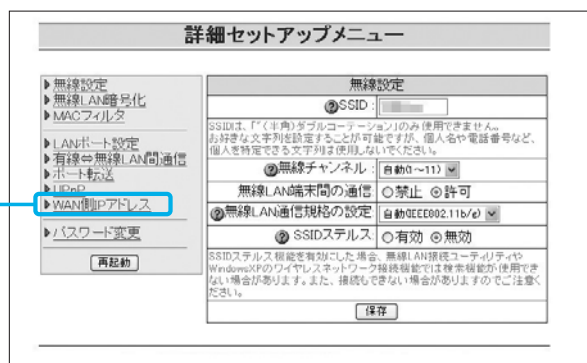 詳細セットアップメニュー
▶無線設定
▶無線LAN暗号化
▶MACフィルタ
▶LANポート設定
▶有線⇔無線LAN間通信
▶ポート転送
▶UPnP
▶WAN側IPアドレス
▶パスワード変更
再起動
無線設定
?SSID:
SSIDは、「"(半角)ダブルコーテーション」のみ使用できません。
お好きな文字列を設定することが可能ですが、個人名や電話番号など、
個人を特定できる文字列は使用しないでください。
?無線チャンネル: 自動(1~11)
無線LAN端末間の通信 ○禁止 ◎許可
?無線LAN通信規格の設定 自動(IEEE802.11b/g)
?SSIDステルス ○有効 ◎無効
SSIDステルス機能を有効にした場合、無線LAN接続ユーティリティや
WindowsXPのワイヤレスネットワーク接続機能では検索機能が使用でき
ない場合があります。また、接続もできない場合がありますのでご注意く
ださい。
保存